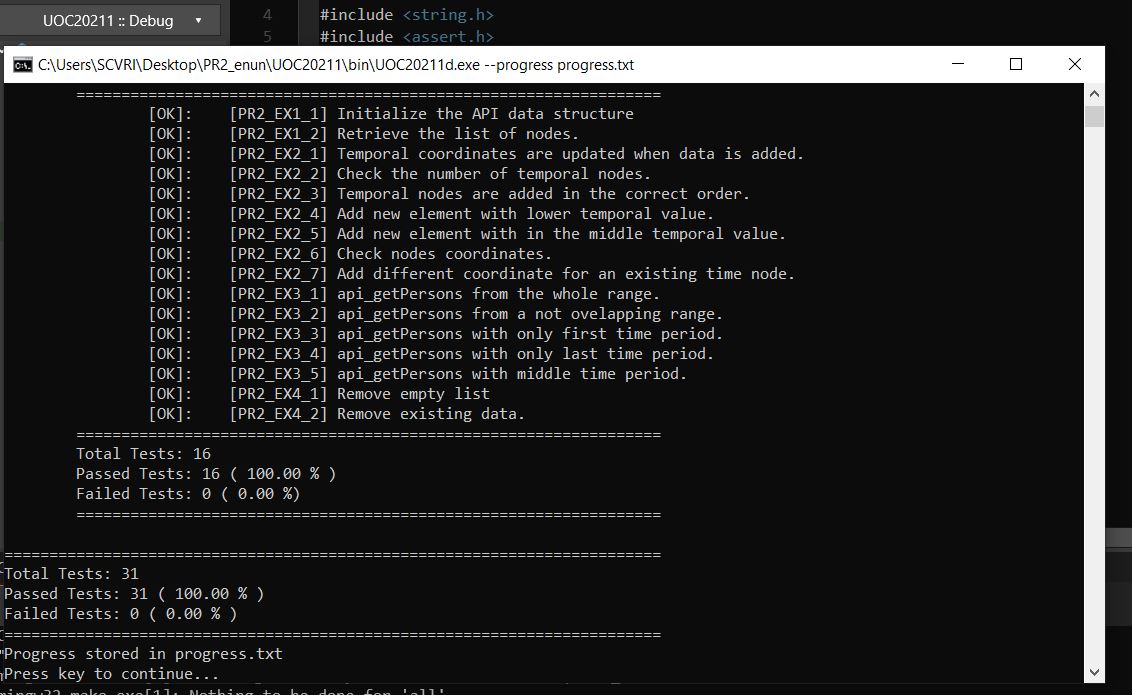 UOC20211 :: Debug
4 #include <string.h>
5 #include <assert.h>
C:\Users\SCVRI\Desktop\PR2_enun\UOC20211\bin\UOC20211d.exe --progress progress.txt
=================================================================
[OK]: [PR2_EX1_1] Initialize the API data structure
[OK]: [PR2_EX1_2] Retrieve the list of nodes.
[OK]: [PR2_EX2_1] Temporal coordinates are updated when data is added.
[OK]: [PR2_EX2_2] Check the number of temporal nodes.
[OK]: [PR2_EX2_3] Temporal nodes are added in the correct order.
[OK]: [PR2_EX2_4] Add new element with lower temporal value.
[OK]: [PR2_EX2_5] Add new element with in the middle temporal value.
[OK]: [PR2_EX2_6] Check nodes coordinates.
[OK]: [PR2_EX2_7] Add different coordinate for an existing time node.
[OK]: [PR2_EX3_1] api_getPersons from the whole range.
[OK]: [PR2_EX3_2] api_getPersons from a not ovelapping range.
[OK]: [PR2_EX3_3] api_getPersons with only first time period.
[OK]: [PR2_EX3_4] api_getPersons with only last time period.
[OK]: [PR2_EX3_5] api_getPersons with middle time period.
[OK]: [PR2_EX4_1] Remove empty list
[OK]: [PR2_EX4_2] Remove existing data.
=================================================================
Total Tests: 16
Passed Tests: 16 ( 100.00 % )
Failed Tests: 0 ( 0.00 %)
=================================================================
=========================================================================
Total Tests: 31
Passed Tests: 31 ( 100.00 % )
Failed Tests: 0 ( 0.00 % )
=========================================================================
Progress stored in progress.txt
Press key to continue...
mingw32-make.exe[1]: Nothing to be done for 'all'